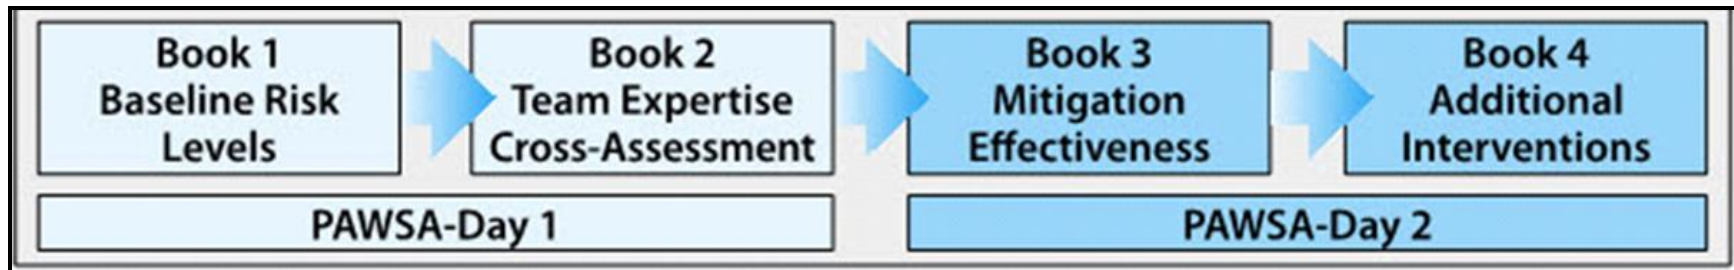 Book 1
Baseline Risk
Levels
Book 2
Team Expertise
Cross-Assessment
Book 3
Mitigation
Effectiveness
Book 4
Additional
Interventions
PAWSA-Day 1
PAWSA-Day 2